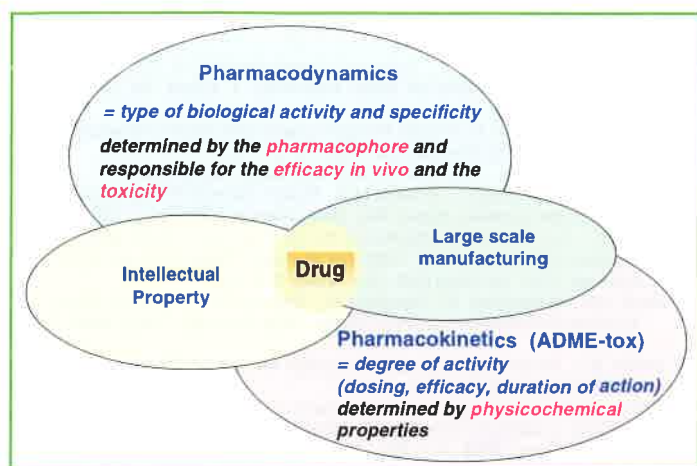 Pharmacodynamics
= type of biological activity and specificity
determined by the pharmacophore and
responsible for the efficacy in vivo and the
toxicity
Large scale
manufacturing
Drug
Intellectual
Property
Pharmacokinetics (ADME-tox)
= degree of activity
(dosing, efficacy, duration of action)
determined by physicochemical
properties